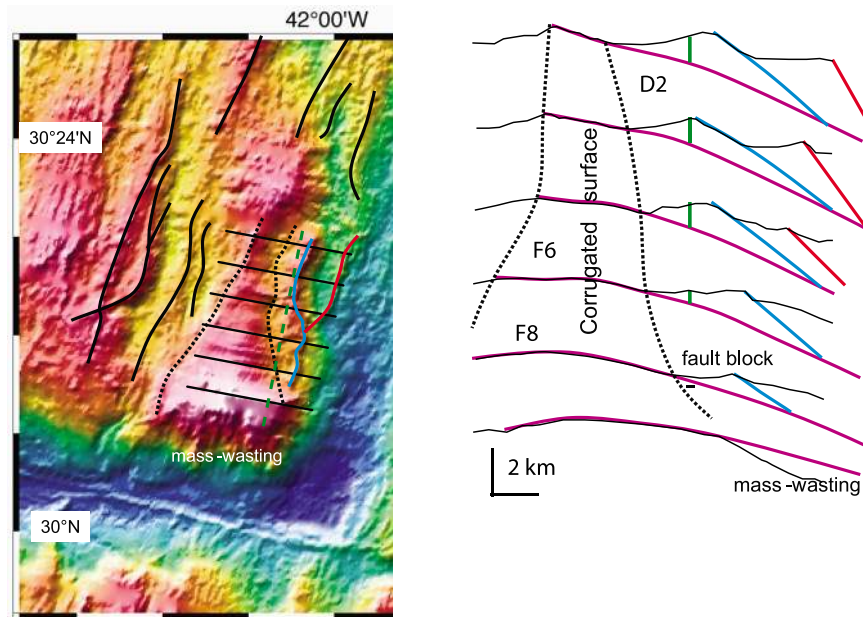 42°00'W
30°24'N
mass-wasting
30°N
D2
Corrugated surface
F6
F8
fault block
2 km
mass-wasting